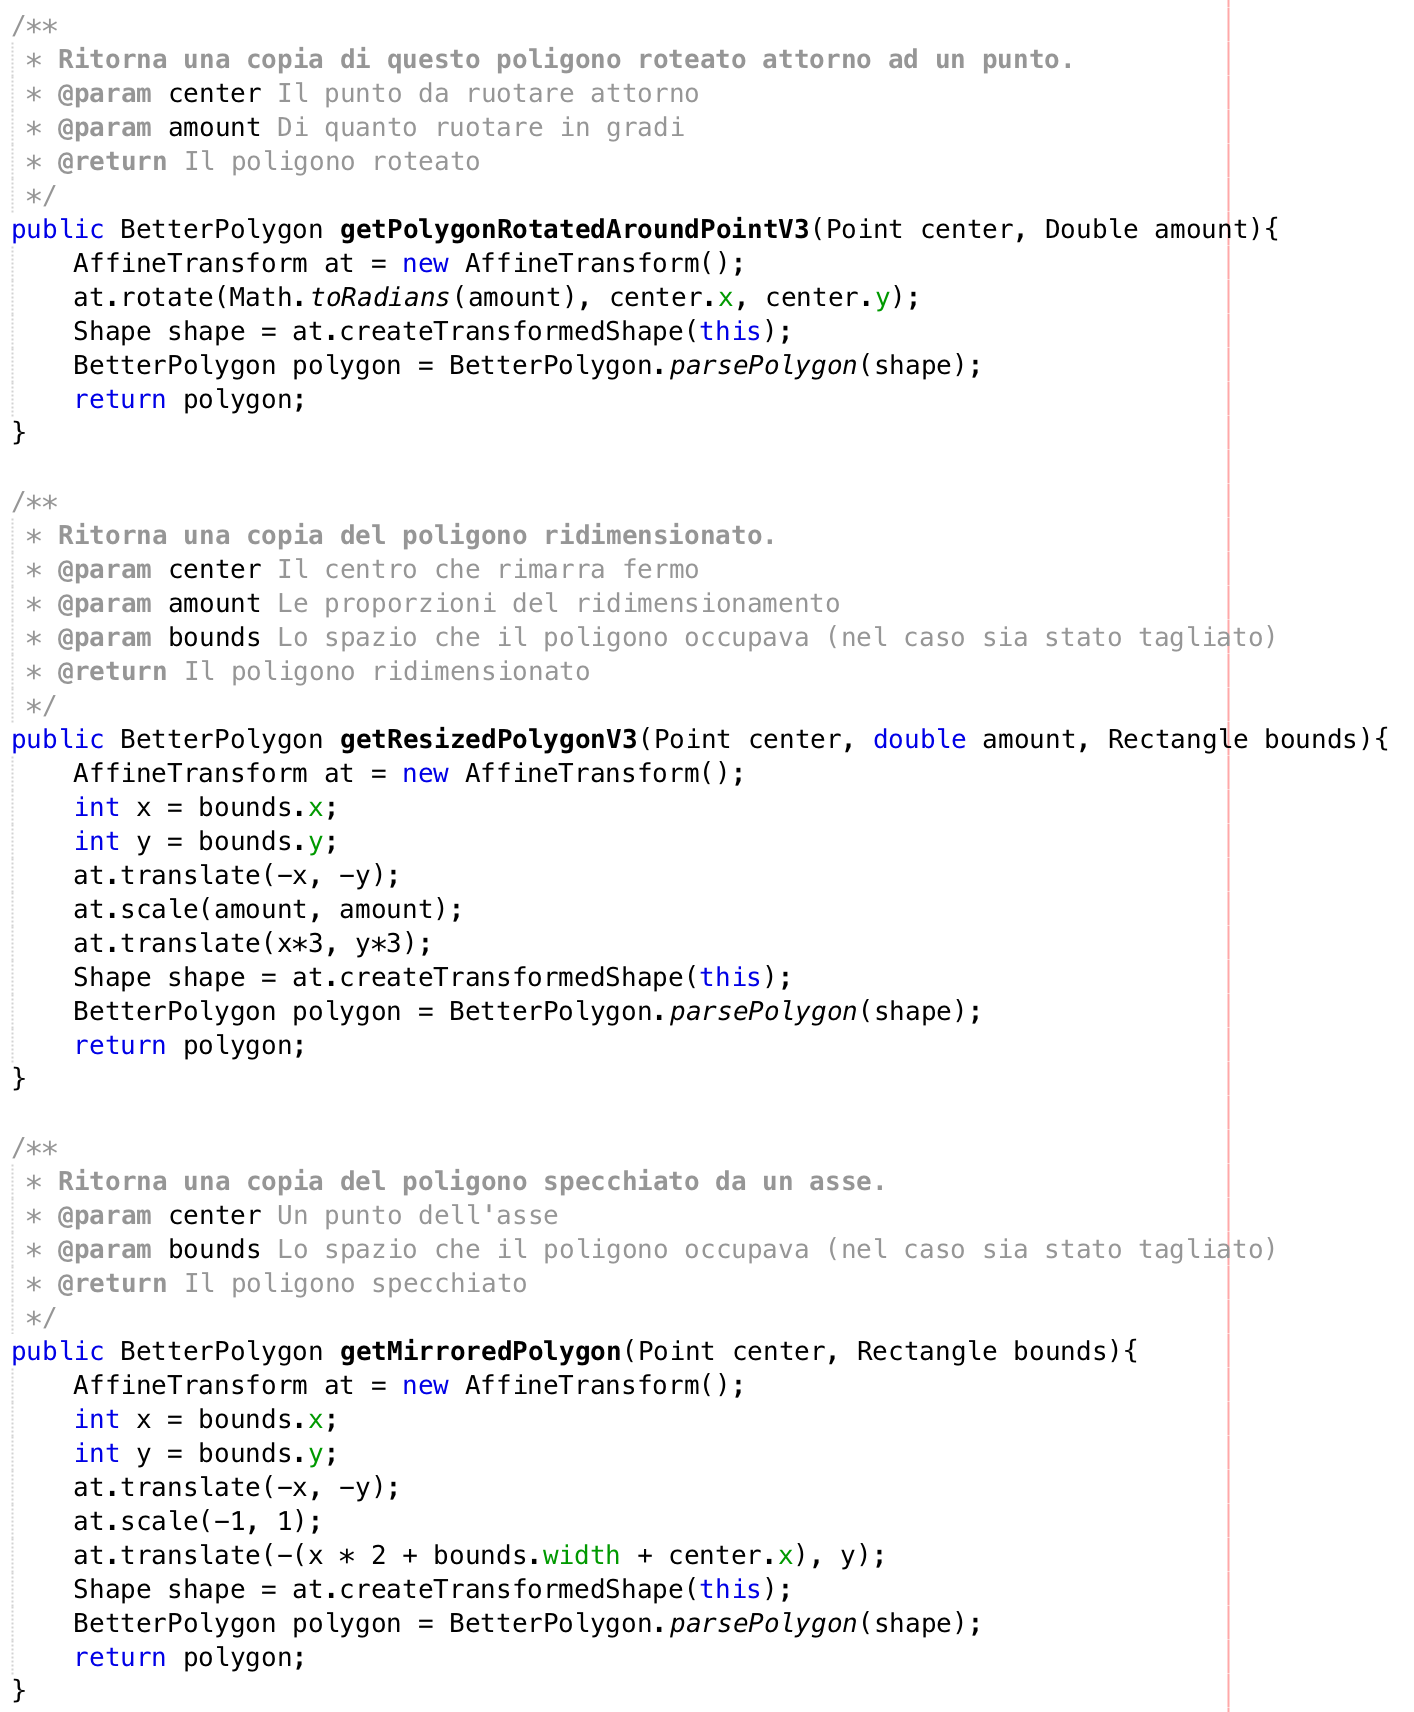 /**
 * Ritorna una copia di questo poligono roteato attorno ad un punto.
 * @param center Il punto da ruotare attorno
 * @param amount Di quanto ruotare in gradi
 * @return Il poligono roteato
 */
public BetterPolygon getPolygonRotatedAroundPointV3(Point center, Double amount){
    AffineTransform at = new AffineTransform();
    at.rotate(Math.toRadians(amount), center.x, center.y);
    Shape shape = at.createTransformedShape(this);
    BetterPolygon polygon = BetterPolygon.parsePolygon(shape);
    return polygon;
}

/**
 * Ritorna una copia del poligono ridimensionato.
 * @param center Il centro che rimarra fermo
 * @param amount Le proporzioni del ridimensionamento
 * @param bounds Lo spazio che il poligono occupava (nel caso sia stato tagliato)
 * @return Il poligono ridimensionato
 */
public BetterPolygon getResizedPolygonV3(Point center, double amount, Rectangle bounds){
    AffineTransform at = new AffineTransform();
    int x = bounds.x;
    int y = bounds.y;
    at.translate(-x, -y);
    at.scale(amount, amount);
    at.translate(x*3, y*3);
    Shape shape = at.createTransformedShape(this);
    BetterPolygon polygon = BetterPolygon.parsePolygon(shape);
    return polygon;
}

/**
 * Ritorna una copia del poligono specchiato da un asse.
 * @param center Un punto dell'asse
 * @param bounds Lo spazio che il poligono occupava (nel caso sia stato tagliato)
 * @return Il poligono specchiato
 */
public BetterPolygon getMirroredPolygon(Point center, Rectangle bounds){
    AffineTransform at = new AffineTransform();
    int x = bounds.x;
    int y = bounds.y;
    at.translate(-x, -y);
    at.scale(-1, 1);
    at.translate(-(x * 2 + bounds.width + center.x), y);
    Shape shape = at.createTransformedShape(this);
    BetterPolygon polygon = BetterPolygon.parsePolygon(shape);
    return polygon;
}